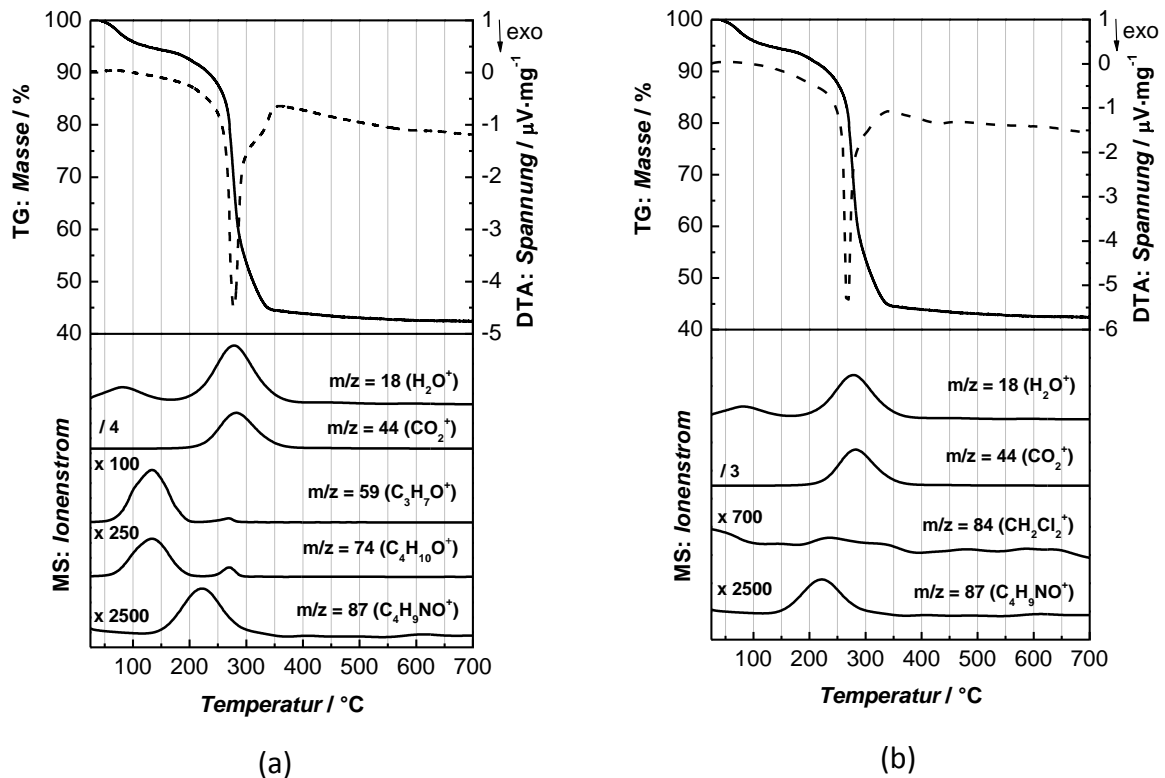 100
90
80
70
60
50
40
TG: Masse / %
1
0
-1
-2
-3
-4
-5
DTA: Spannung / µV·mg⁻¹
exo
m/z = 18 (H₂O⁺)
/ 4
m/z = 44 (CO₂⁺)
x 100
m/z = 59 (C₃H₇O⁺)
x 250
m/z = 74 (C₄H₁₀O⁺)
x 2500
m/z = 87 (C₄H₉NO⁺)
MS: Ionenstrom
100 200 300 400 500 600 700
Temperatur / °C
(a)
100
90
80
70
60
50
40
TG: Masse / %
1
0
-1
-2
-3
-4
-5
-6
DTA: Spannung / µV·mg⁻¹
exo
m/z = 18 (H₂O⁺)
m/z = 44 (CO₂⁺)
/ 3
x 700
m/z = 84 (CH₂Cl₂⁺)
x 2500
m/z = 87 (C₄H₉NO⁺)
MS: Ionenstrom
100 200 300 400 500 600 700
Temperatur / °C
(b)